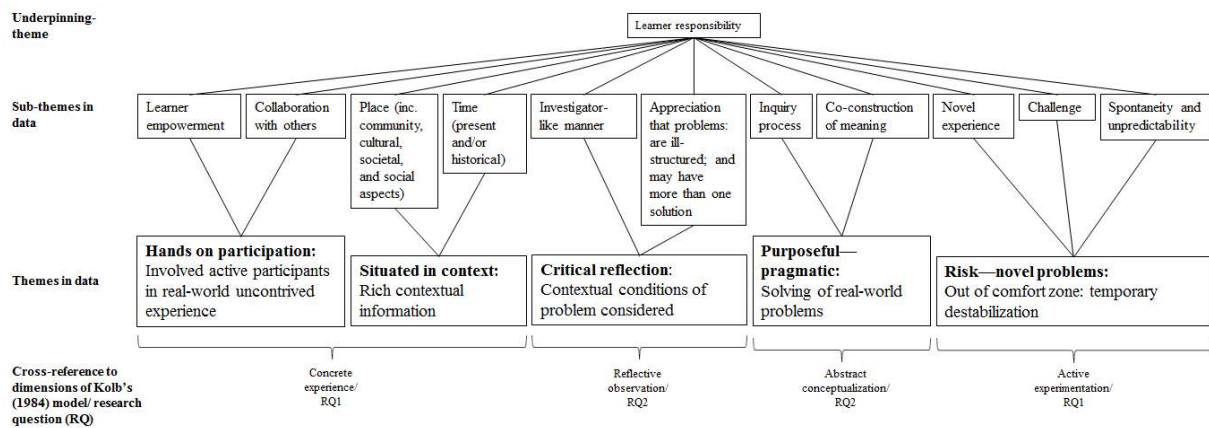 Underpinning-
theme
Learner responsibility
Sub-themes in
data
Learner
empowerment
Collaboration
with others
Place (inc.
community,
cultural,
societal,
and social
aspects)
Time
(present
and/or
historical)
Investigator-
like manner
Appreciation
that problems:
are ill-
structured; and
may have
more than one
solution
Inquiry
process
Co-construction
of meaning
Novel
experience
Challenge
Spontaneity and
unpredictability
Themes in data
Hands on participation:
Involved active participants
in real-world uncontrived
experience
Situated in context:
Rich contextual
information
Critical reflection:
Contextual conditions of
problem considered
Purposeful—
pragmatic:
Solving of real-world
problems
Risk—novel problems:
Out of comfort zone: temporary
destabilization
Cross-reference to
dimensions of Kolb's
(1984) model/ research
question (RQ)
Concrete
experience/
RQ1
Reflective
observation/
RQ2
Abstract
conceptualization/
RQ2
Active
experimentation/
RQ1